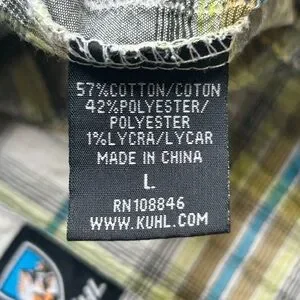 57%COTTON/COTON
42%POLYESTER/
POLYESTER
1%LYCRA/LYCAR
MADE IN CHINA
L
RN108846
WWW.KUHL.COM